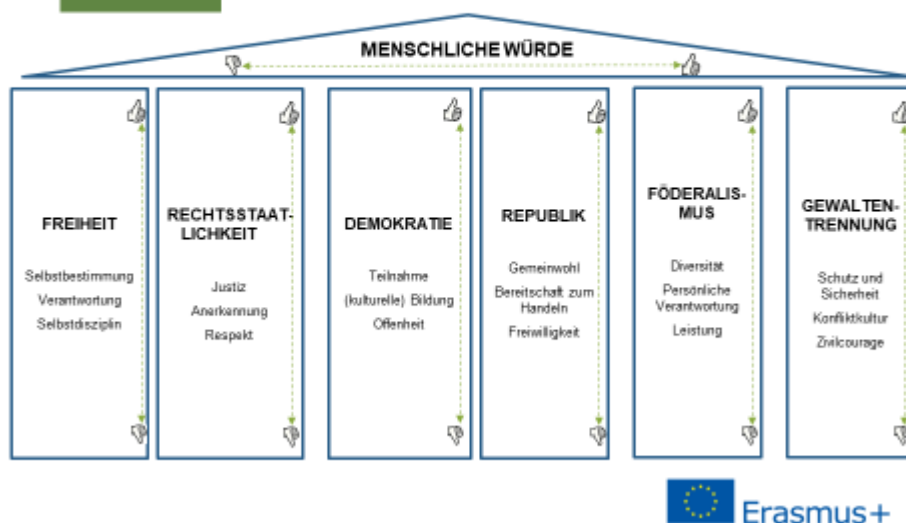 MENSCHLICHE WÜRDE
FREIHEIT
Selbstbestimmung
Verantwortung
Selbstdisziplin
RECHTSSTAAT-
LICHKEIT
Justiz
Anerkennung
Respekt
DEMOKRATIE
Teilnahme
(kulturelle) Bildung
Offenheit
REPUBLIK
Gemeinwohl
Bereitschaft zum
Handeln
Freiwilligkeit
FÖDERALIS-
MUS
Diversität
Persönliche
Verantwortung
Leistung
GEWALTEN-
TRENNUNG
Schutz und
Sicherheit
Konfliktkultur
Zivilcourage
Erasmus+